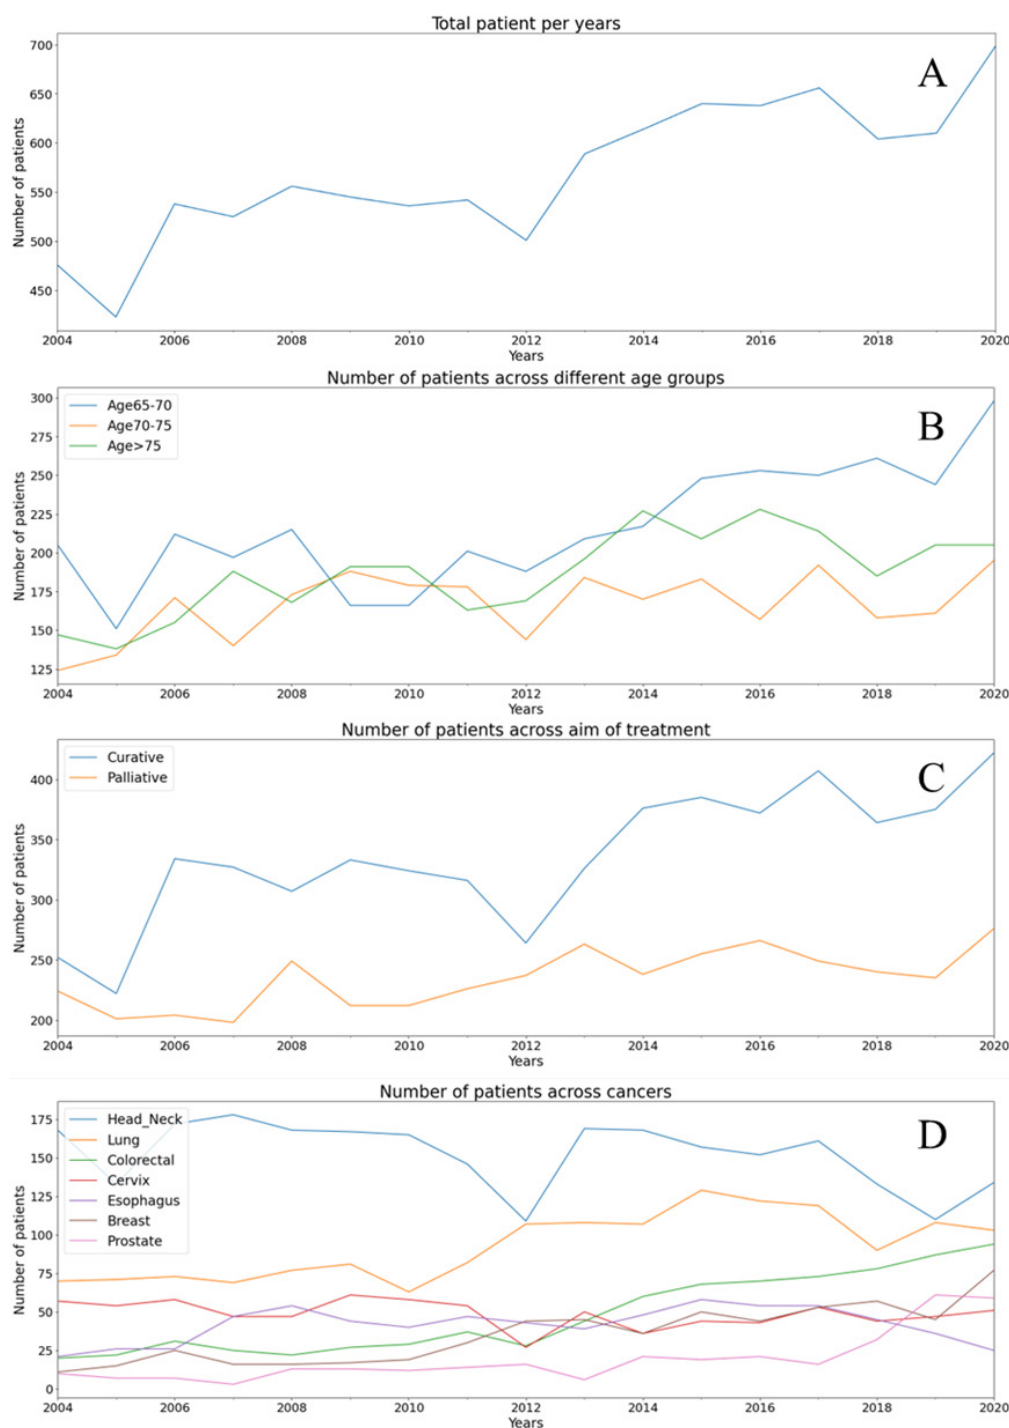 Total patient per years
A
Number of patients
700
650
600
550
500
450
2004 2006 2008 2010 2012 2014 2016 2018 2020
Years
Number of patients across different age groups
Age65-70
Age70-75
Age>75
B
Number of patients
300
275
250
225
200
175
150
125
2004 2006 2008 2010 2012 2014 2016 2018 2020
Years
Number of patients across aim of treatment
Curative
Palliative
C
Number of patients
400
350
300
250
200
2004 2006 2008 2010 2012 2014 2016 2018 2020
Years
Number of patients across cancers
Head_Neck
Lung
Colorectal
Cervix
Esophagus
Breast
Prostate
D
Number of patients
175
150
125
100
75
50
25
0
2004 2006 2008 2010 2012 2014 2016 2018 2020
Years